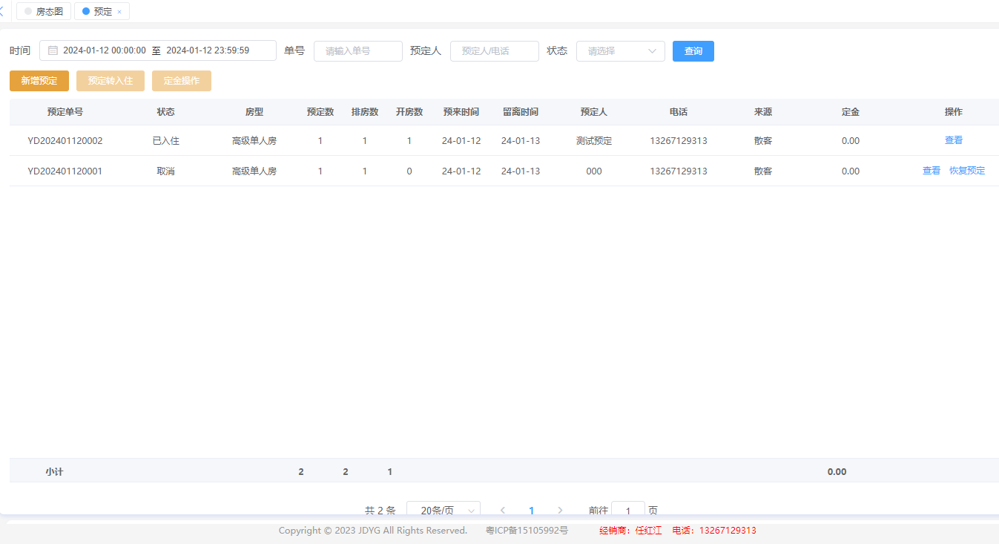 房态图 预定 ×
时间 2024-01-12 00:00:00 至 2024-01-12 23:59:59 单号 请输入单号 预定人 预定人/电话 状态 请选择 查询
新增预定 预定转入住 定金操作
预定单号 状态 房型 预定数 排房数 开房数 预来时间 留离时间 预定人 电话 来源 定金 操作
YD202401120002 已入住 高级单人房 1 1 1 24-01-12 24-01-13 测试预定 13267129313 散客 0.00 查看
YD202401120001 取消 高级单人房 1 1 0 24-01-12 24-01-13 000 13267129313 散客 0.00 查看 恢复预定
小计 2 2 1 0.00
共 2 条 20条/页 1 前往 1 页
Copyright © 2023 JDYG All Rights Reserved. 粤ICP备15105992号 经销商：任红江 电话：13267129313